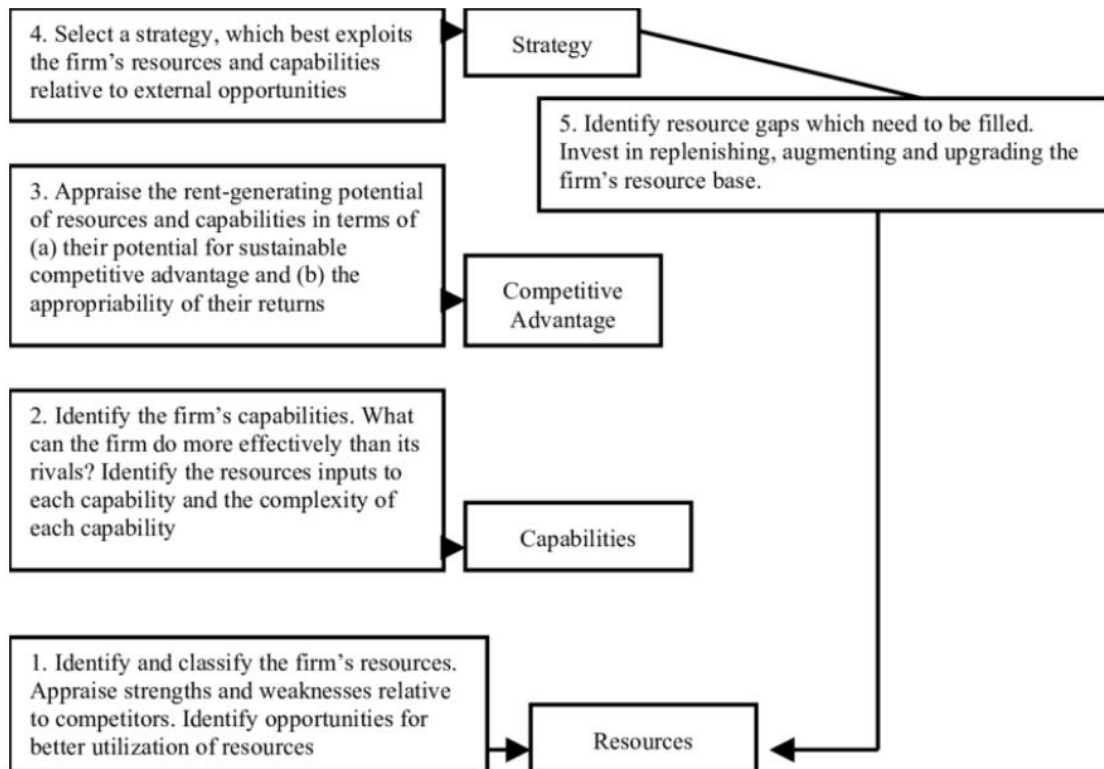 4. Select a strategy, which best exploits
the firm’s resources and capabilities
relative to external opportunities
Strategy
5. Identify resource gaps which need to be filled.
Invest in replenishing, augmenting and upgrading the
firm’s resource base.
3. Appraise the rent-generating potential
of resources and capabilities in terms of
(a) their potential for sustainable
competitive advantage and (b) the
appropriability of their returns
Competitive
Advantage
2. Identify the firm’s capabilities. What
can the firm do more effectively than its
rivals? Identify the resources inputs to
each capability and the complexity of
each capability
Capabilities
1. Identify and classify the firm’s resources.
Appraise strengths and weaknesses relative
to competitors. Identify opportunities for
better utilization of resources
Resources